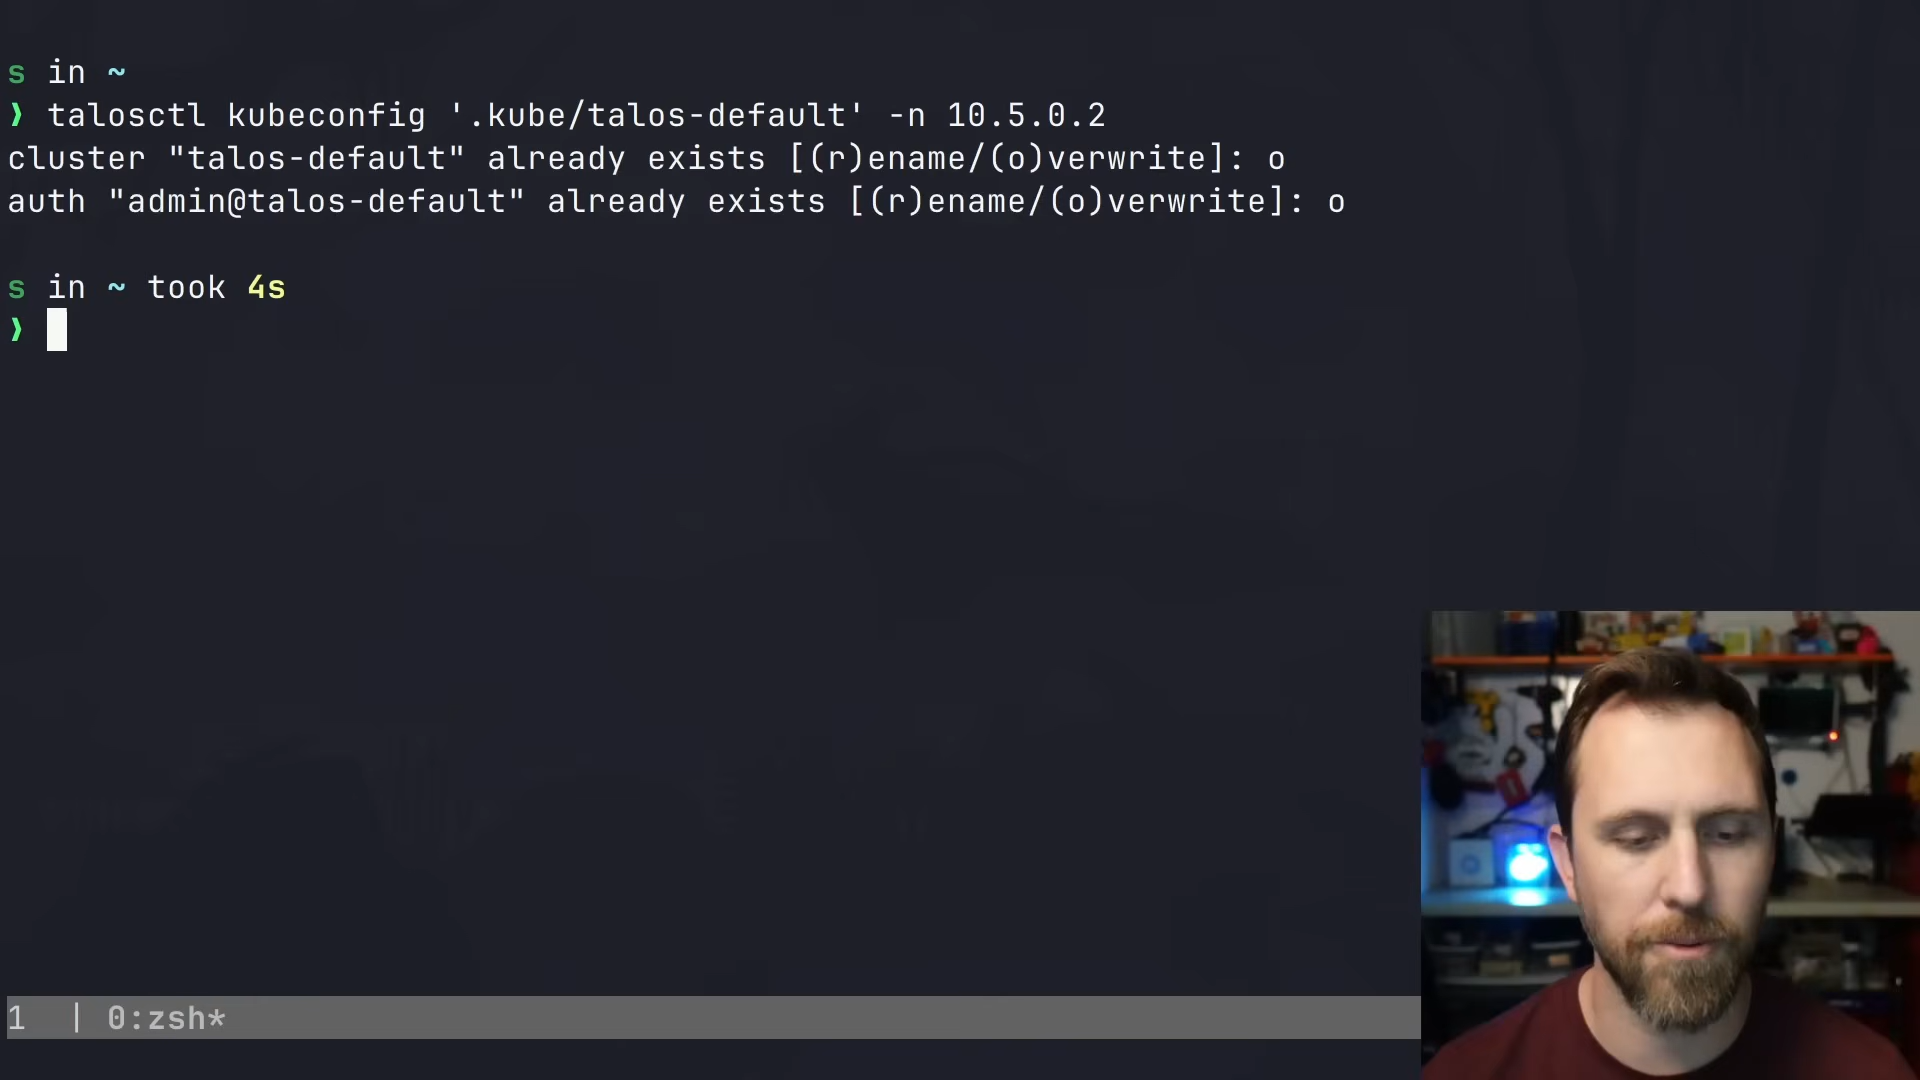 s in ~
❯ talosctl kubeconfig '.kube/talos-default' -n 10.5.0.2
cluster "talos-default" already exists [(r)ename/(o)verwrite]: o
auth "admin@talos-default" already exists [(r)ename/(o)verwrite]: o
s in ~ took 4s
❯
1 | 0:zsh*